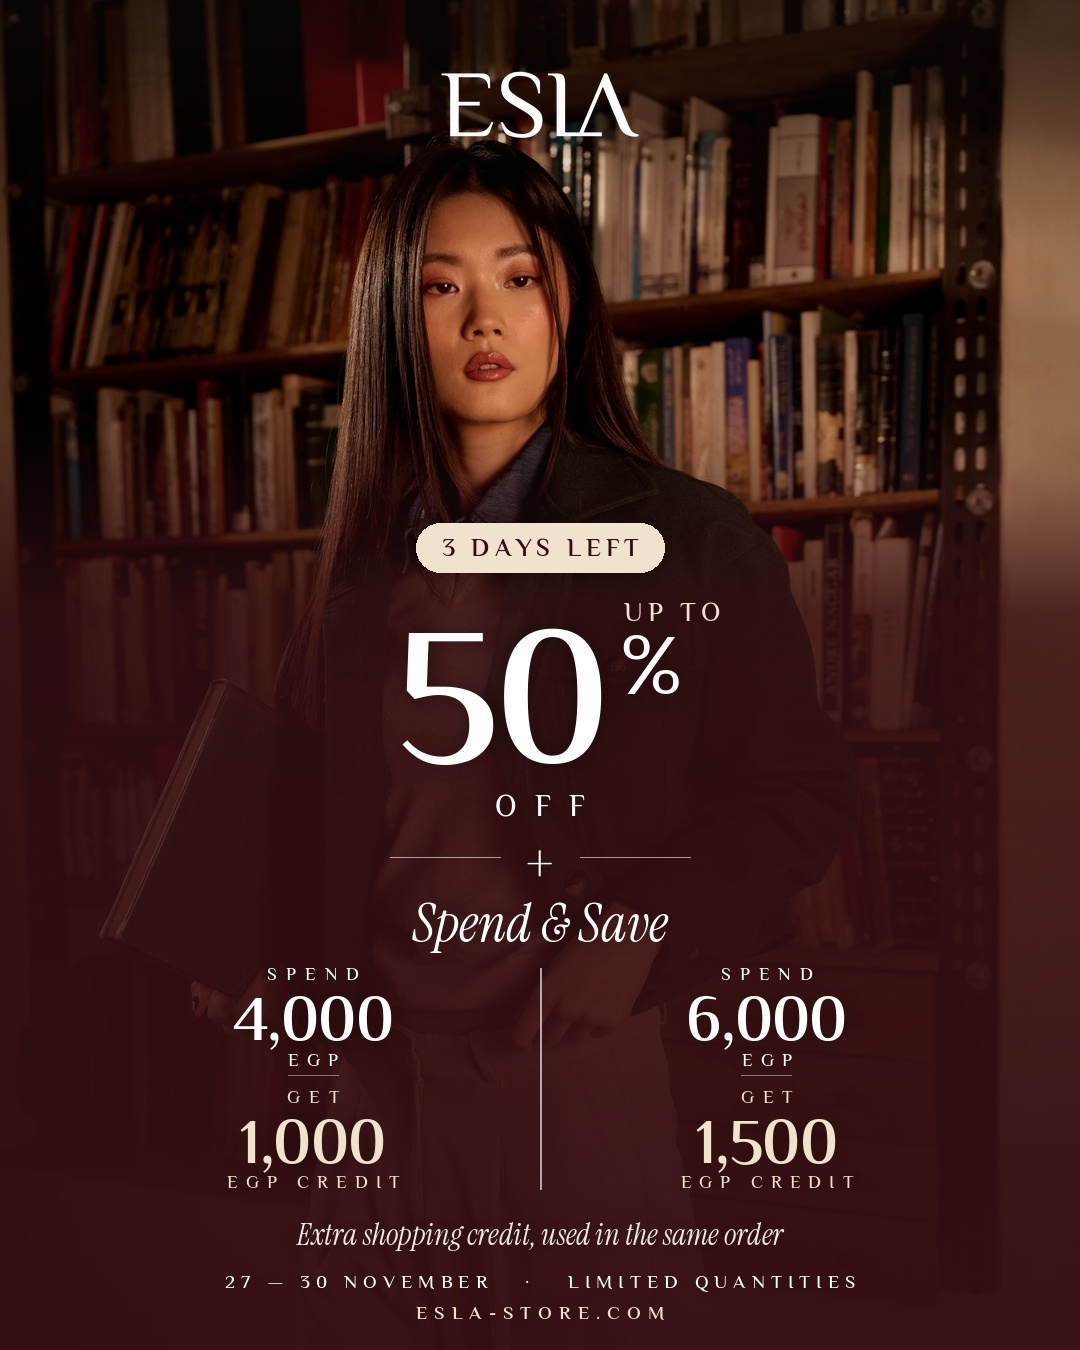 ESLA
3 DAYS LEFT
UP TO
50%
OFF
+
Spend & Save
SPEND
4,000
EGP
GET
1,000
EGP CREDIT
SPEND
6,000
EGP
GET
1,500
EGP CREDIT
Extra shopping credit, used in the same order
27 — 30 NOVEMBER · LIMITED QUANTITIES
ESLA-STORE.COM